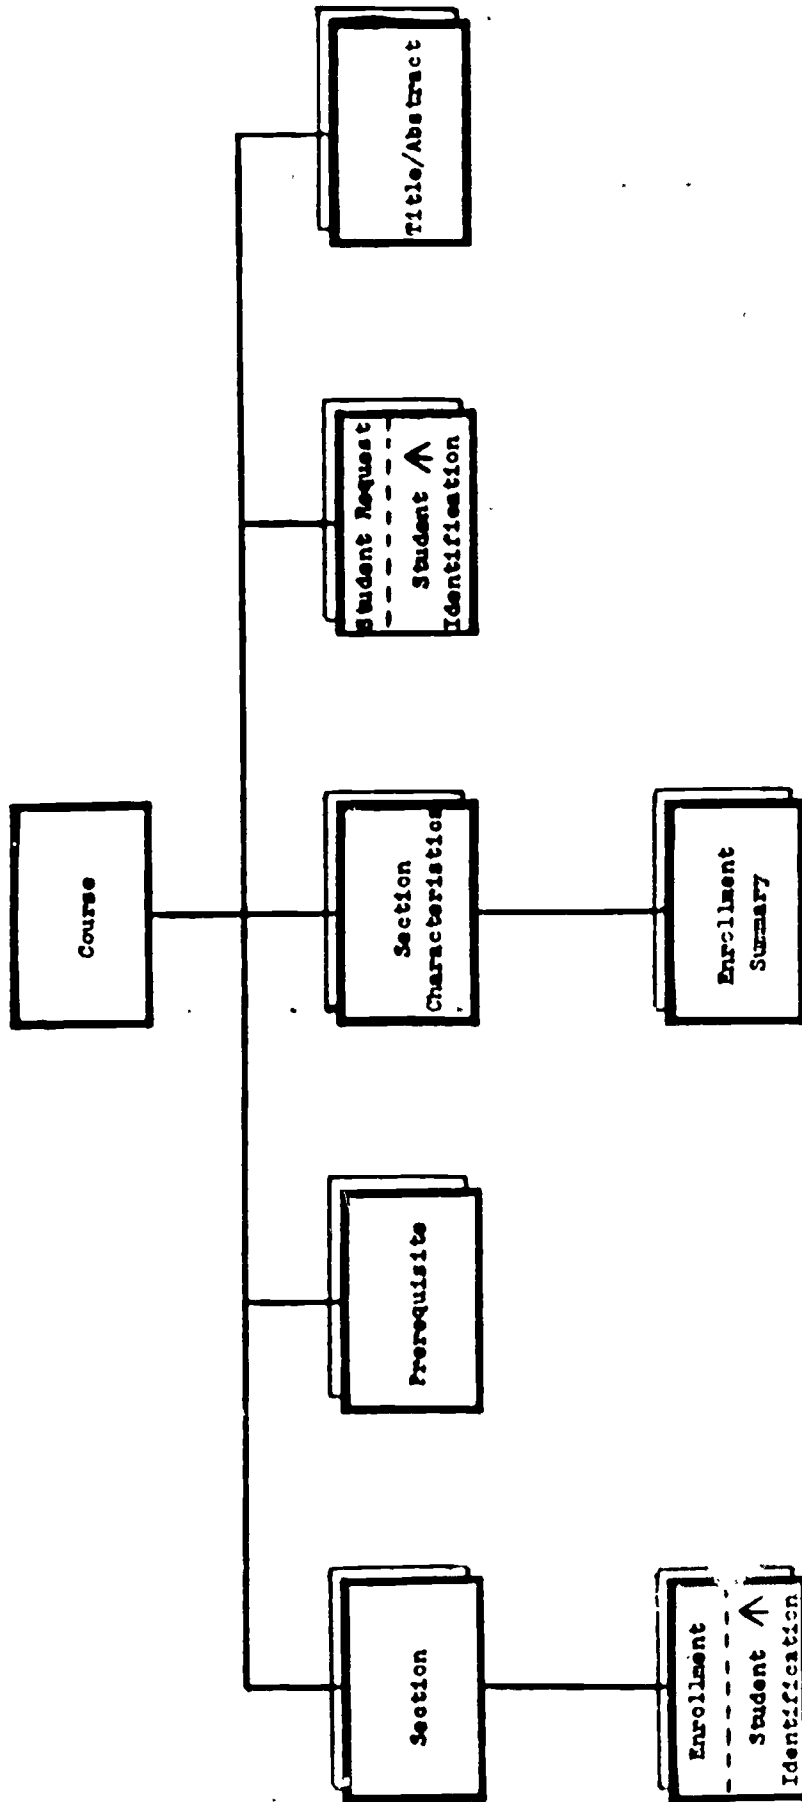 Course
Section
Prerequisite
Section
Characteristics
Student Request
Student
Identification
Title/Abstract
Enrollment
Student
Identification
Enrollment
Summary